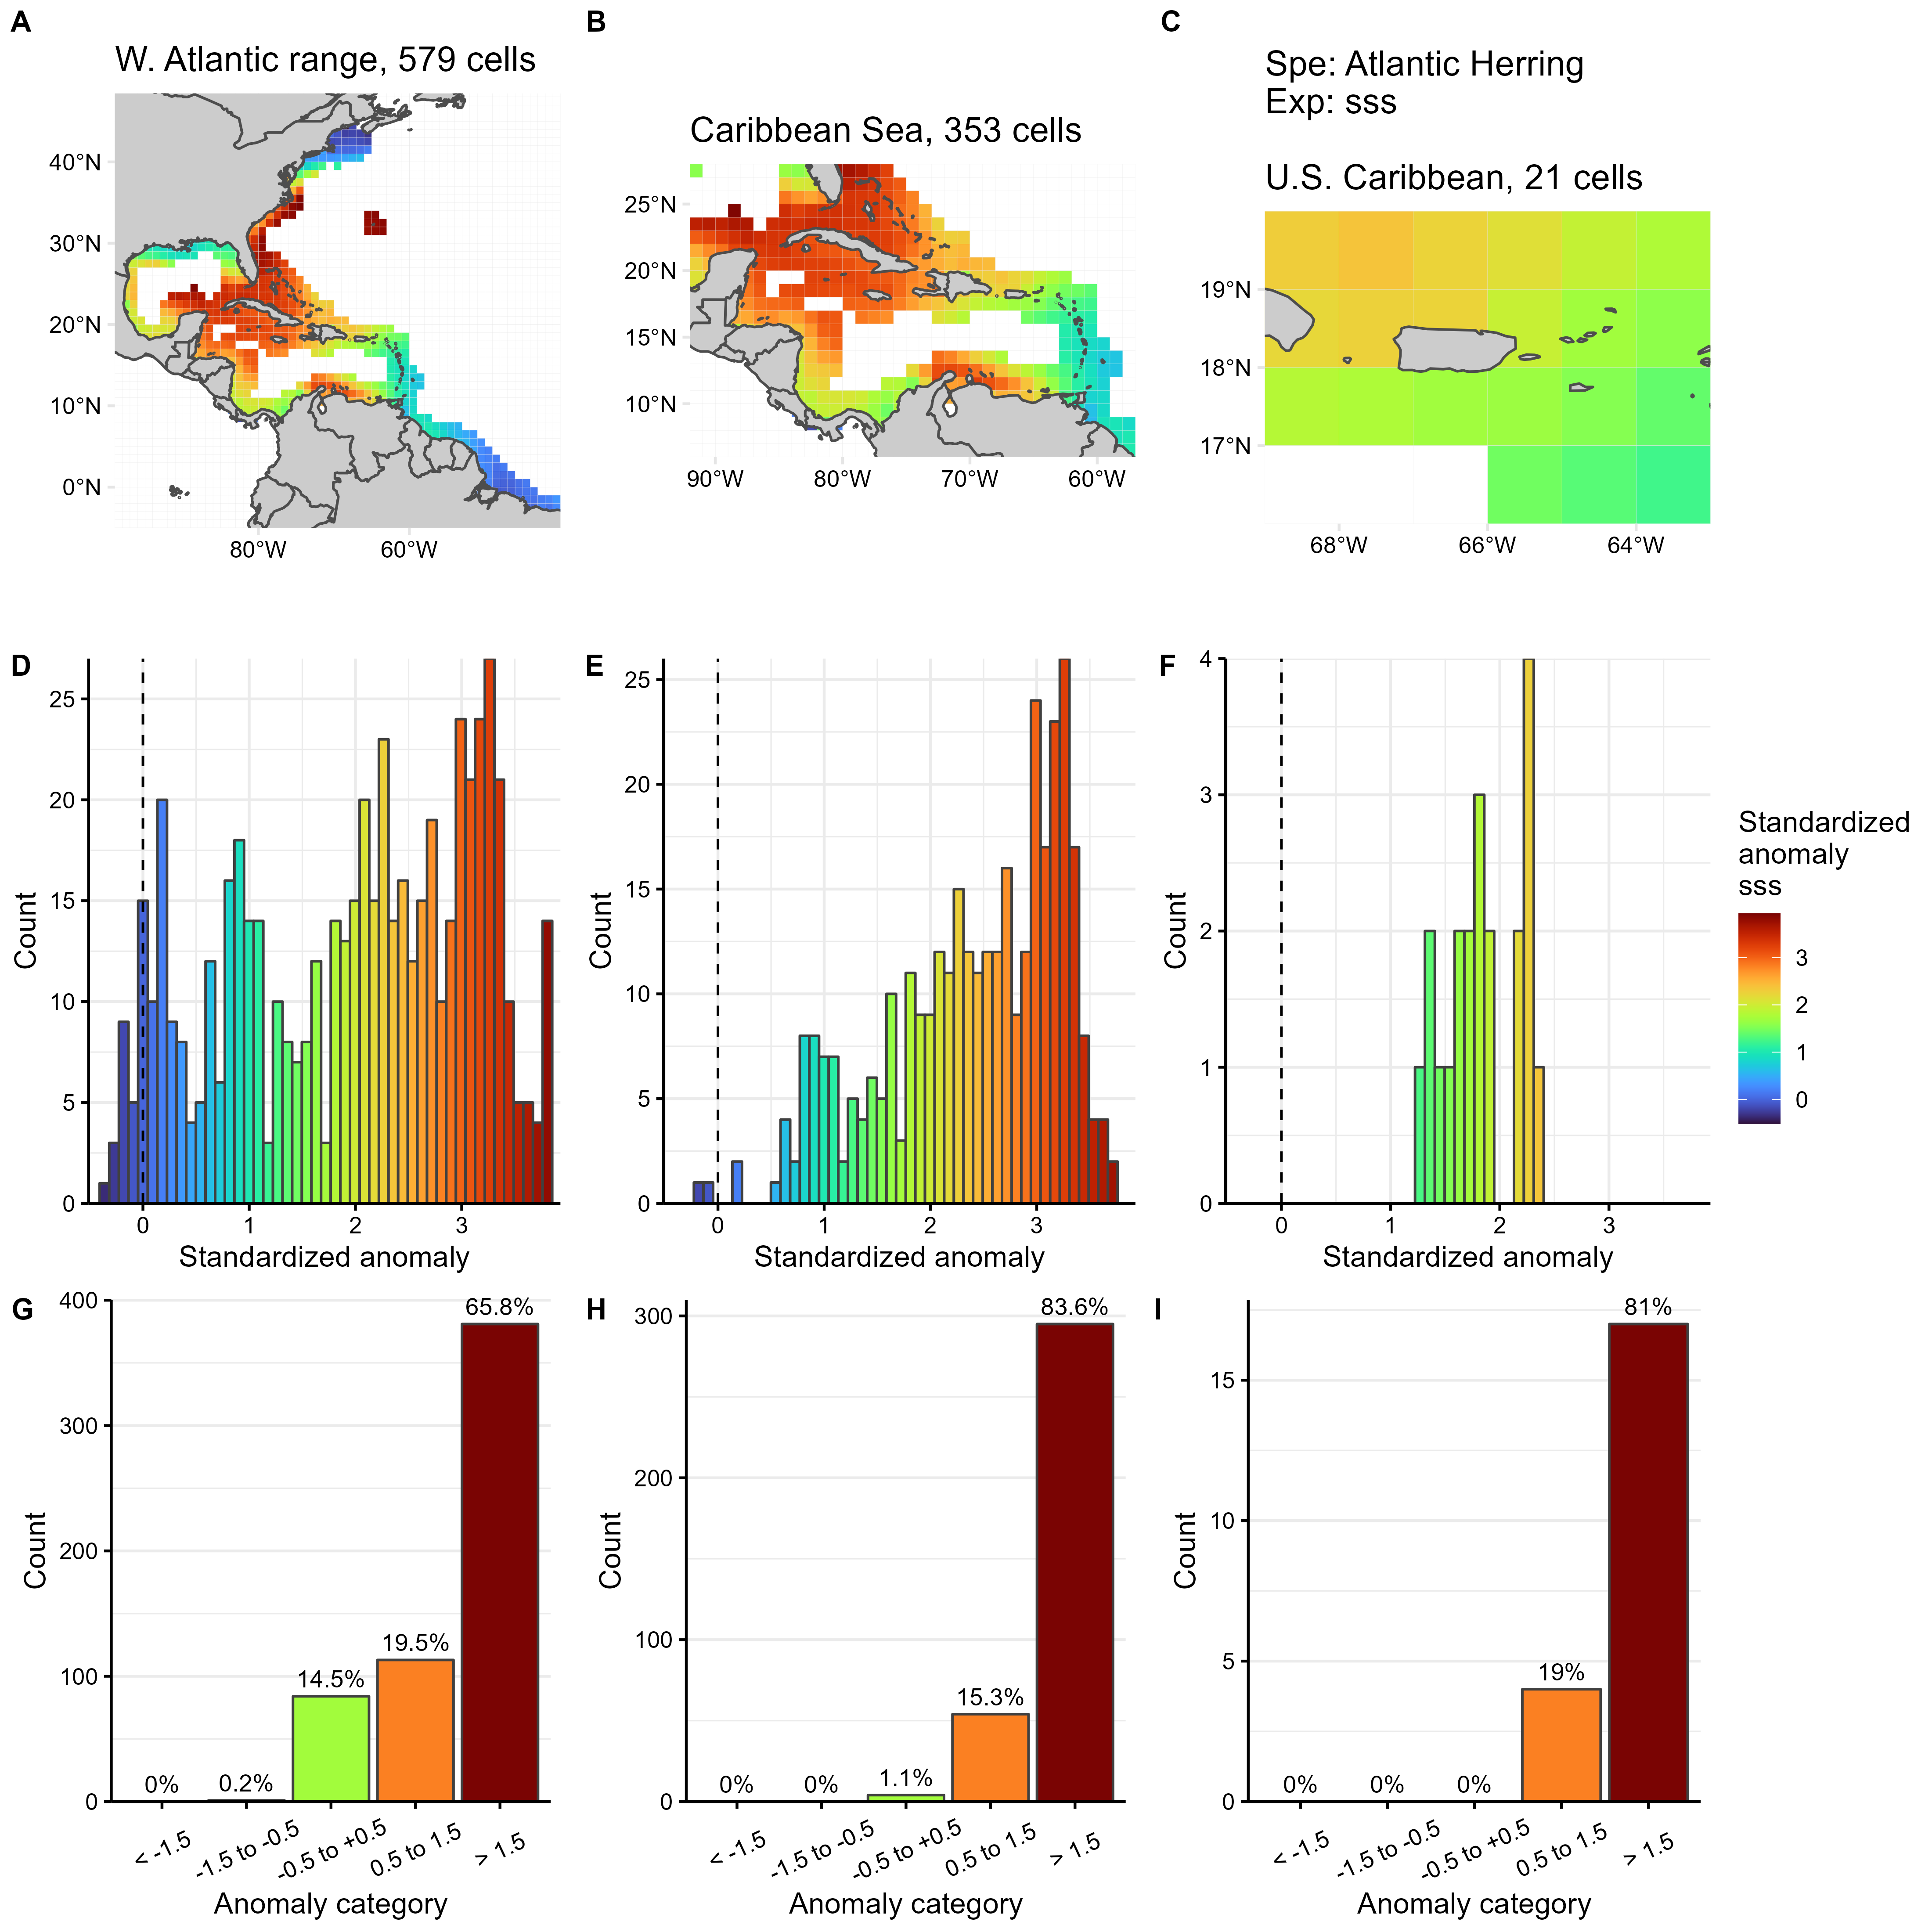 A
B
C
W. Atlantic range, 579 cells
Caribbean Sea, 353 cells
Spe: Atlantic Herring
Exp: sss
U.S. Caribbean, 21 cells
40°N
30°N
20°N
10°N
0°N
80°W
60°W
25°N
20°N
15°N
10°N
90°W
80°W
70°W
60°W
19°N
18°N
17°N
68°W
66°W
64°W
D
Count
25
20
15
10
5
0
0
1
2
3
Standardized anomaly
E
Count
25
20
15
10
5
0
0
1
2
3
Standardized anomaly
F
Count
4
3
2
1
0
0
1
2
3
Standardized anomaly
Standardized
anomaly
sss
3
2
1
0
G
Count
400
300
200
100
0
0%
0.2%
14.5%
19.5%
65.8%
< -1.5
-1.5 to -0.5
-0.5 to +0.5
0.5 to 1.5
> 1.5
Anomaly category
H
Count
300
200
100
0
0%
0%
1.1%
15.3%
83.6%
< -1.5
-1.5 to -0.5
-0.5 to +0.5
0.5 to 1.5
> 1.5
Anomaly category
I
Count
15
10
5
0
0%
0%
0%
19%
81%
< -1.5
-1.5 to -0.5
-0.5 to +0.5
0.5 to 1.5
> 1.5
Anomaly category